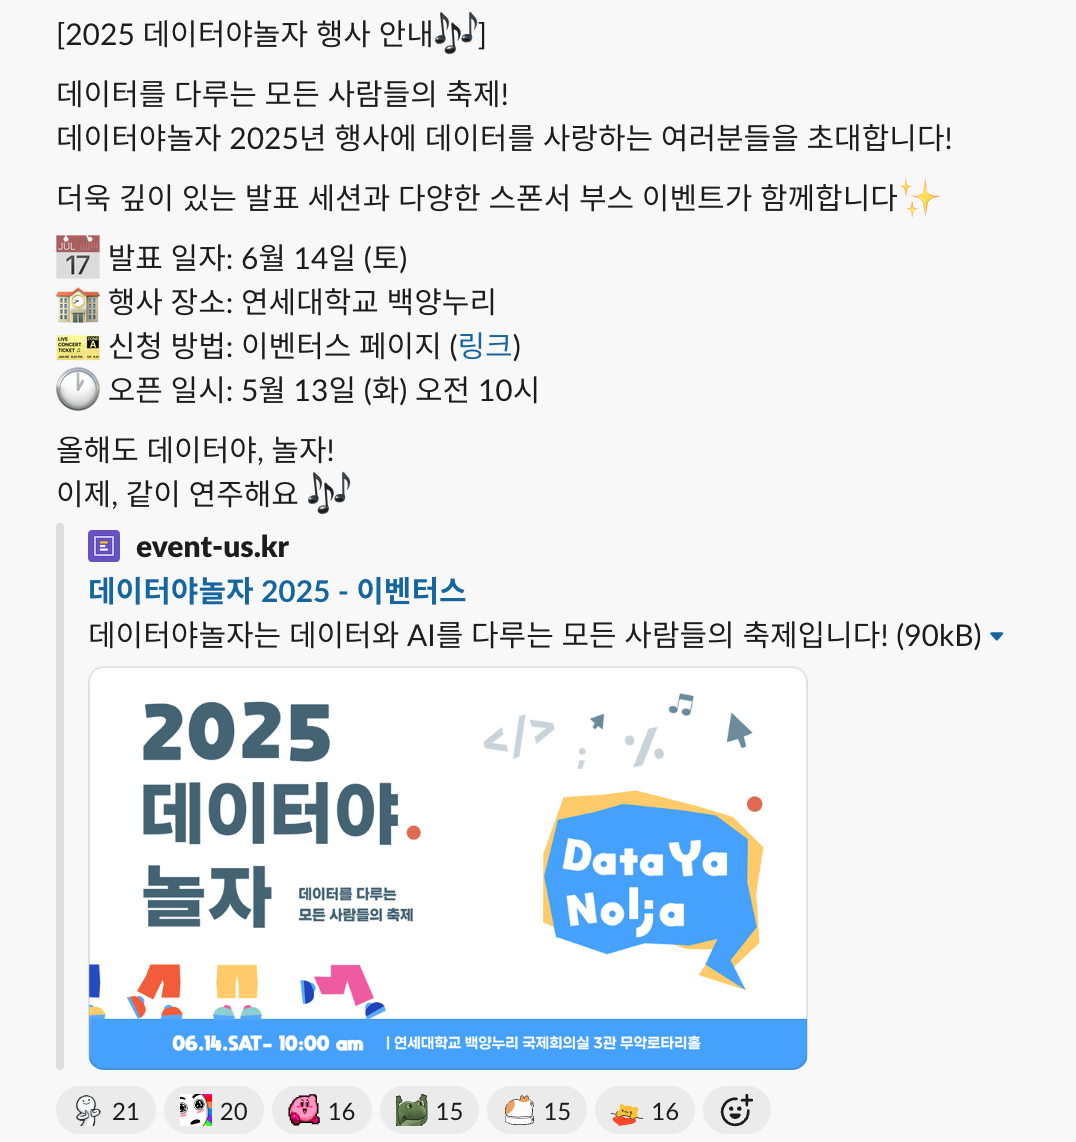 [2025 데이터야놀자 행사 안내🎶]
데이터를 다루는 모든 사람들의 축제!
데이터야놀자 2025년 행사에 데이터를 사랑하는 여러분들을 초대합니다!
더욱 깊이 있는 발표 세션과 다양한 스폰서 부스 이벤트가 함께합니다✨
JUL
17
발표 일자: 6월 14일 (토)
행사 장소: 연세대학교 백양누리
LIVE
CONCERT
TICKET
A
신청 방법: 이벤터스 페이지 (링크)
오픈 일시: 5월 13일 (화) 오전 10시
올해도 데이터야, 놀자!
이제, 같이 연주해요 🎶
event-us.kr
데이터야놀자 2025 - 이벤터스
데이터야놀자는 데이터와 AI를 다루는 모든 사람들의 축제입니다! (90kB)
2025
데이터야.
놀자
데이터를 다루는
모든 사람들의 축제
</> ; %
Data Ya
Nolja
06.14.SAT- 10:00 am | 연세대학교 백양누리 국제회의실 3관 무악로타리홀
21 20 16 15 15 16